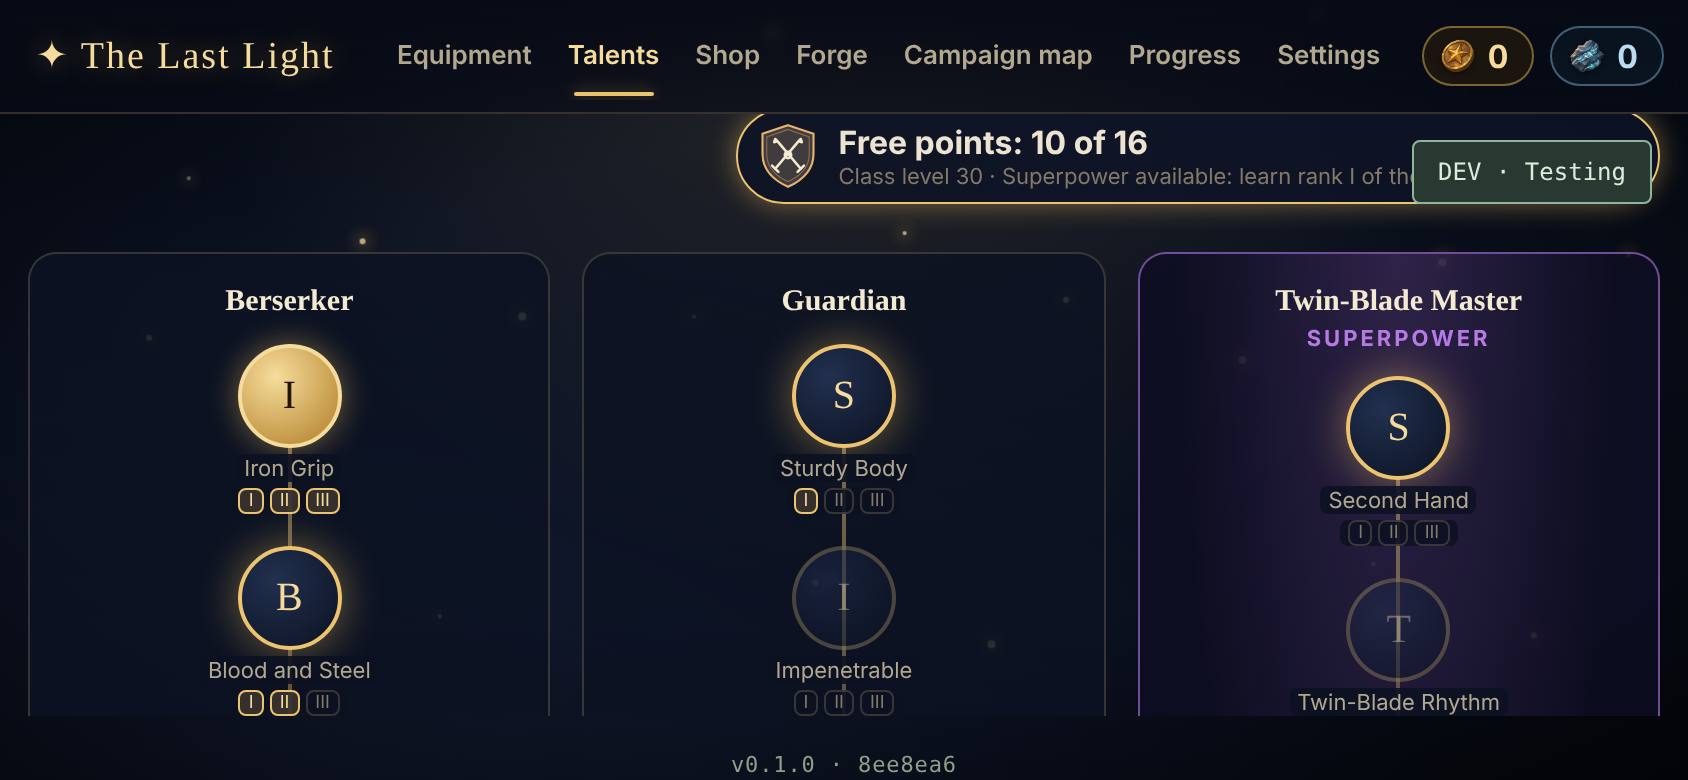 ✦ The Last Light
Equipment
Talents
Shop
Forge
Campaign map
Progress
Settings
0
0
Free points: 10 of 16
Class level 30 · Superpower available: learn rank I of
DEV · Testing
Berserker
I
Iron Grip
I II III
B
Blood and Steel
I II III
Guardian
S
Sturdy Body
I II III
I
Impenetrable
I II III
Twin-Blade Master
SUPERPOWER
S
Second Hand
I II III
T
Twin-Blade Rhythm
v0.1.0 · 8ee8ea6